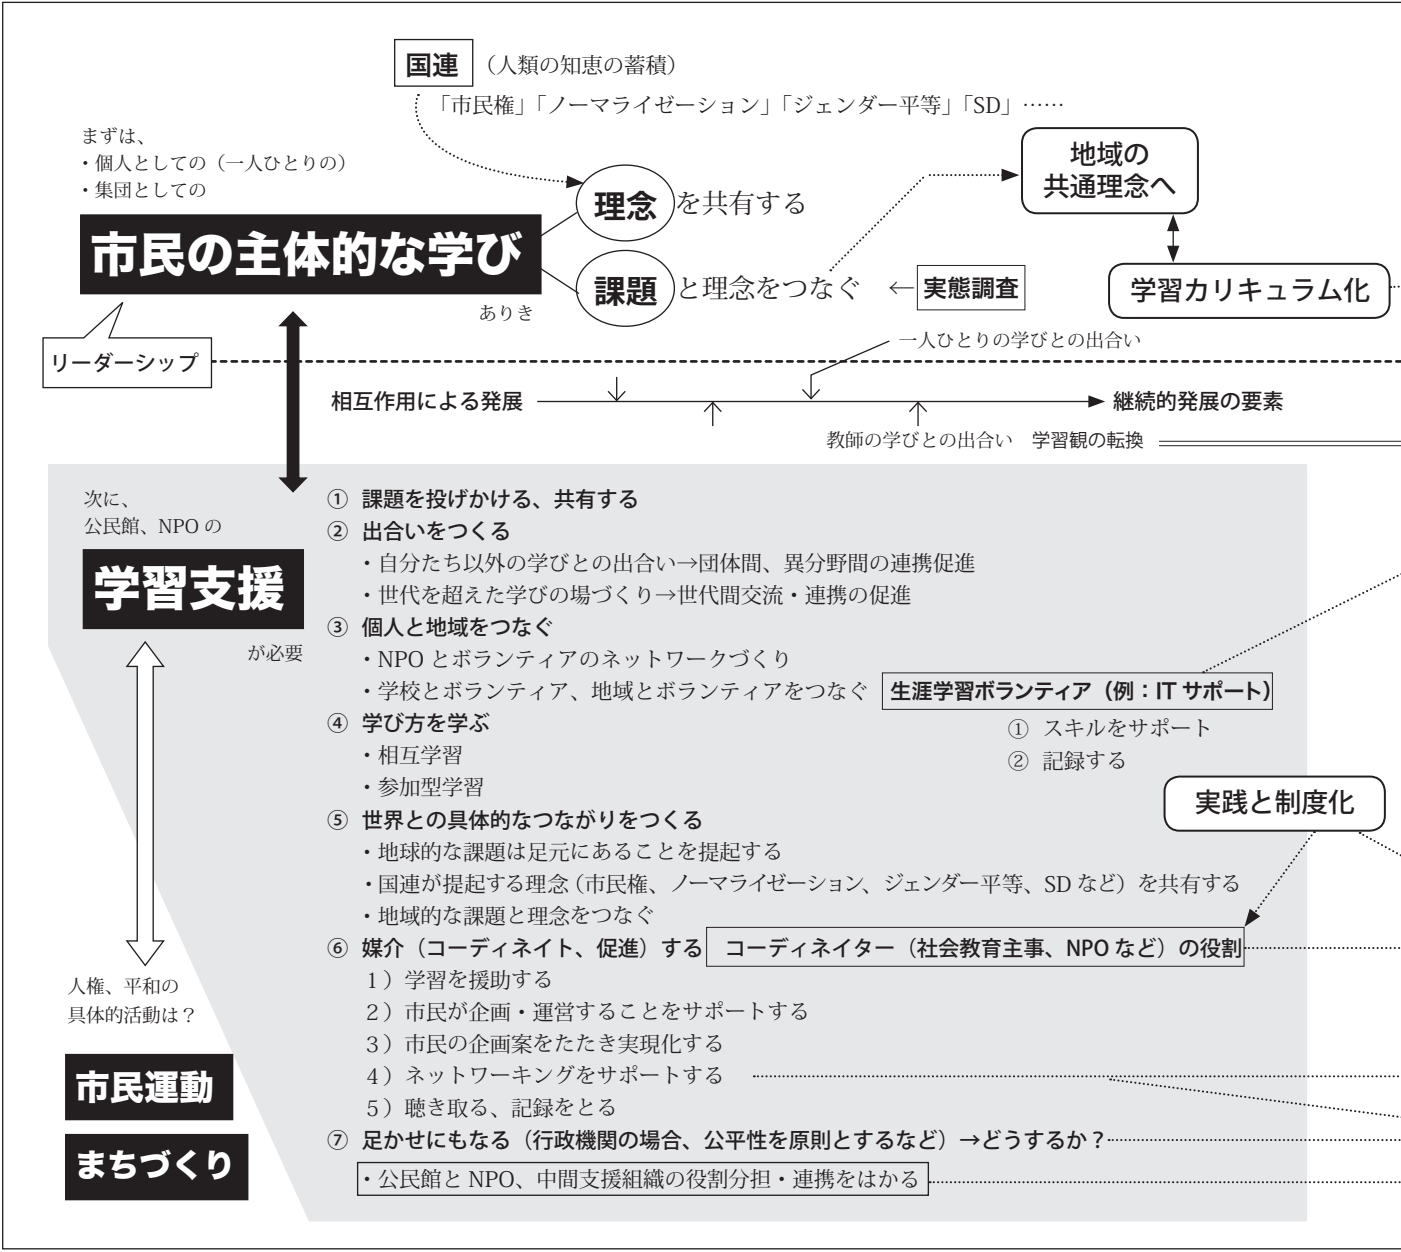 国連 （人類の知恵の蓄積）
「市民権」「ノーマライゼーション」「ジェンダー平等」「SD」……
まずは、
・個人としての（一人ひとりの）
・集団としての
市民の主体的な学び
ありき
理念 を共有する
課題 と理念をつなぐ ← 実態調査
地域の
共通理念へ
学習カリキュラム化
リーダーシップ
一人ひとりの学びとの出合い
相互作用による発展
継続的発展の要素
教師の学びとの出合い 学習観の転換
次に、
公民館、NPO の
学習支援
が必要
① 課題を投げかける、共有する
② 出合いをつくる
・自分たち以外の学びとの出合い→団体間、異分野間の連携促進
・世代を超えた学びの場づくり→世代間交流・連携の促進
③ 個人と地域をつなぐ
・NPO とボランティアのネットワークづくり
・学校とボランティア、地域とボランティアをつなぐ 生涯学習ボランティア（例：IT サポート）
① スキルをサポート
② 記録する
④ 学び方を学ぶ
・相互学習
・参加型学習
実践と制度化
⑤ 世界との具体的なつながりをつくる
・地球的な課題は足元にあることを提起する
・国連が提起する理念（市民権、ノーマライゼーション、ジェンダー平等、SD など）を共有する
・地域的な課題と理念をつなぐ
⑥ 媒介（コーディネイト、促進）する コーディネイター（社会教育主事、NPO など）の役割
1）学習を援助する
2）市民が企画・運営することをサポートする
3）市民の企画案をたたき実現化する
4）ネットワーキングをサポートする
5）聴き取る、記録をとる
⑦ 足かせにもなる（行政機関の場合、公平性を原則とするなど）→どうするか？
・公民館と NPO、中間支援組織の役割分担・連携をはかる
人権、平和の
具体的活動は？
市民運動
まちづくり